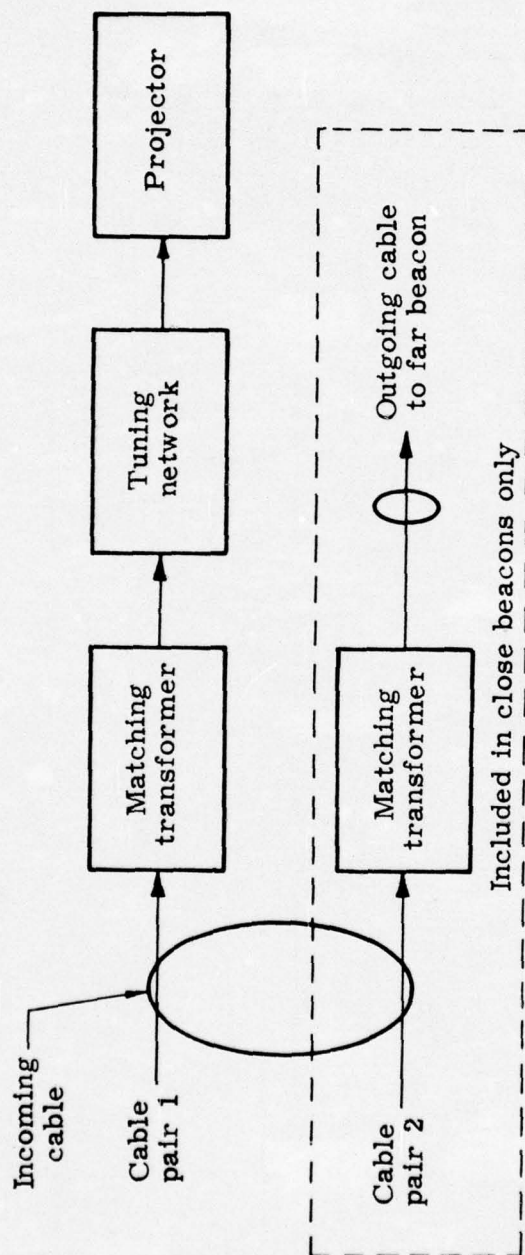 Incoming
cable
Cable
pair 1
Matching
transformer
Tuning
network
Projector
Cable
pair 2
Matching
transformer
Outgoing cable
to far beacon
Included in close beacons only